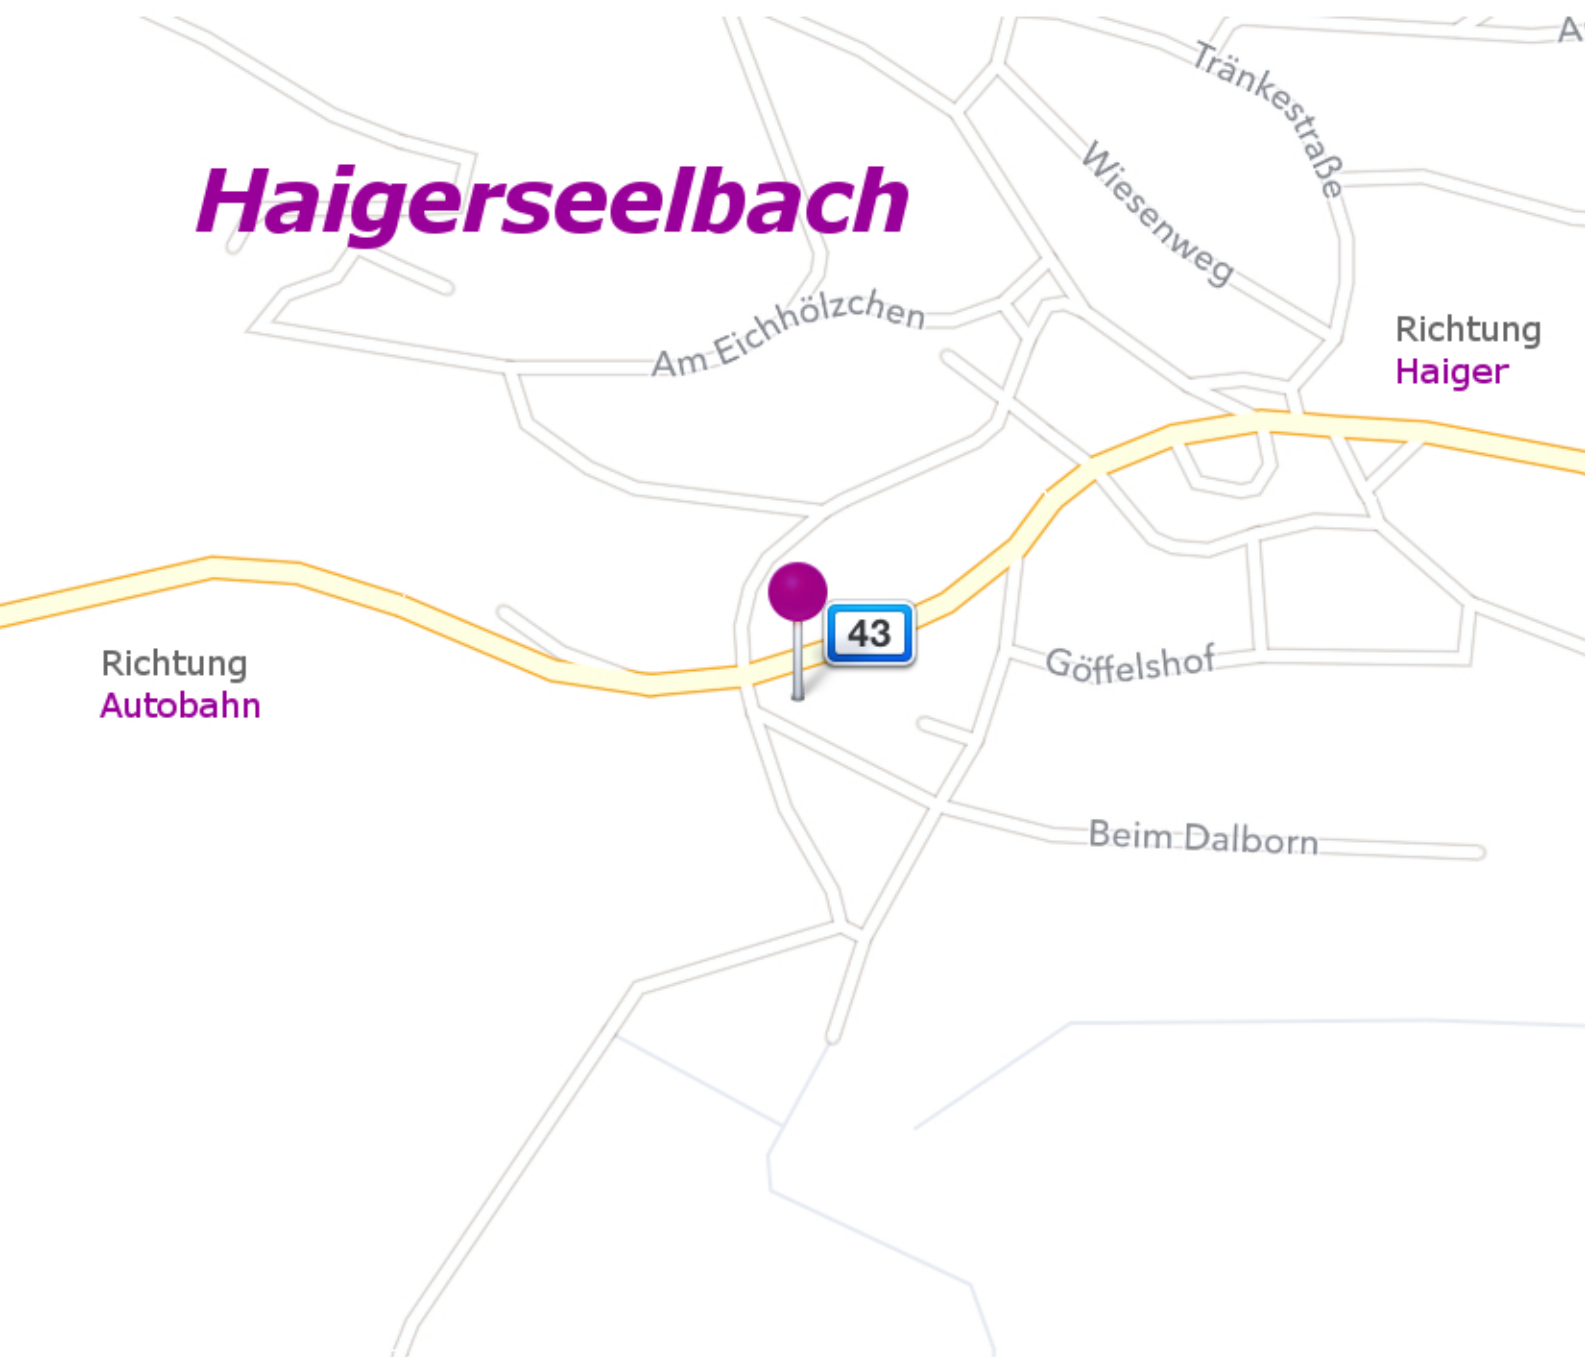 A
Tränkestraße
Wiesenweg
Haigerseelbach
Am Eichhölzchen
Richtung
Haiger
43
Richtung
Autobahn
Göffelshof
Beim Dalborn